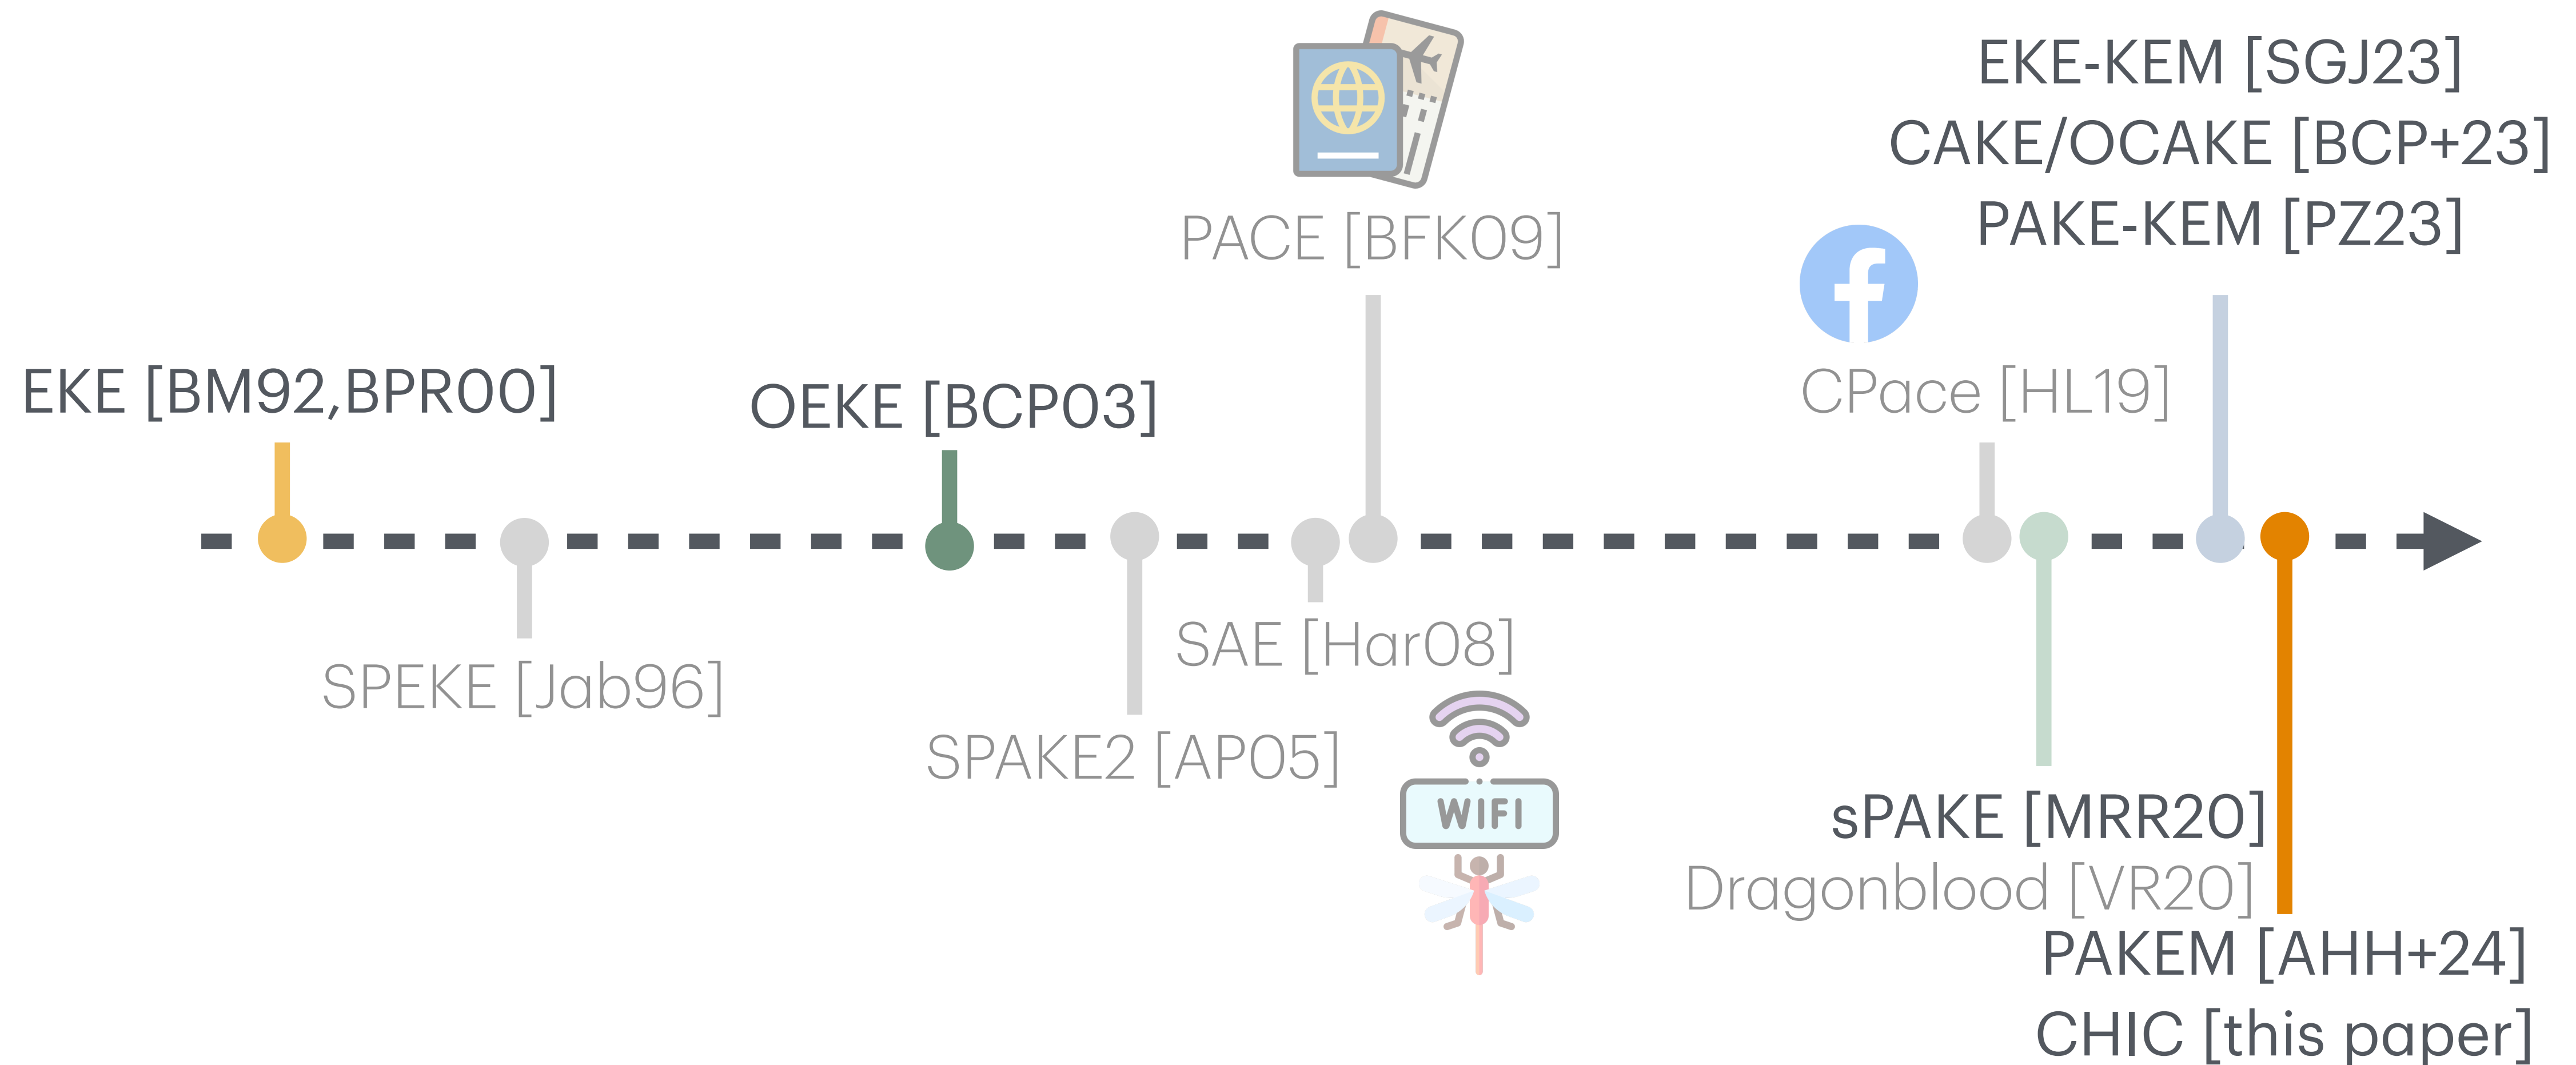 EKE-KEM [SGJ23]
CAKE/OCAKE [BCP+23]
PAKE-KEM [PZ23]
PACE [BFK09]
CPace [HL19]
EKE [BM92,BPR00]
OEKE [BCP03]
SPEKE [Jab96]
SAE [Har08]
SPAKE2 [AP05]
WIFI
sPAKE [MRR20]
Dragonblood [VR20]
PAKEM [AHH+24]
CHIC [this paper]